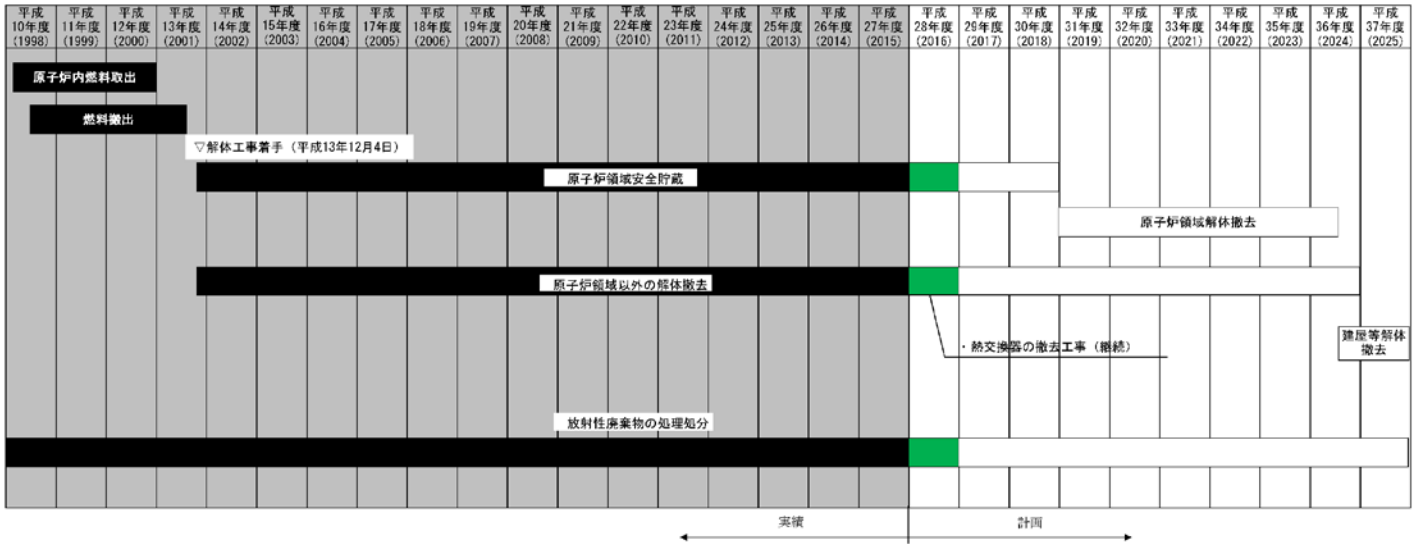 平成
10年度
(1998)
平成
11年度
(1999)
平成
12年度
(2000)
平成
13年度
(2001)
平成
14年度
(2002)
平成
15年度
(2003)
平成
16年度
(2004)
平成
17年度
(2005)
平成
18年度
(2006)
平成
19年度
(2007)
平成
20年度
(2008)
平成
21年度
(2009)
平成
22年度
(2010)
平成
23年度
(2011)
平成
24年度
(2012)
平成
25年度
(2013)
平成
26年度
(2014)
平成
27年度
(2015)
平成
28年度
(2016)
平成
29年度
(2017)
平成
30年度
(2018)
平成
31年度
(2019)
平成
32年度
(2020)
平成
33年度
(2021)
平成
34年度
(2022)
平成
35年度
(2023)
平成
36年度
(2024)
平成
37年度
(2025)
原子炉内燃料取出
燃料搬出
▽解体工事着手（平成13年12月4日）
原子炉領域安全貯蔵
原子炉領域解体撤去
原子炉領域以外の解体撤去
・熱交換器の撤去工事（継続）
建屋等解体
撤去
放射性廃棄物の処理処分
実績
計画